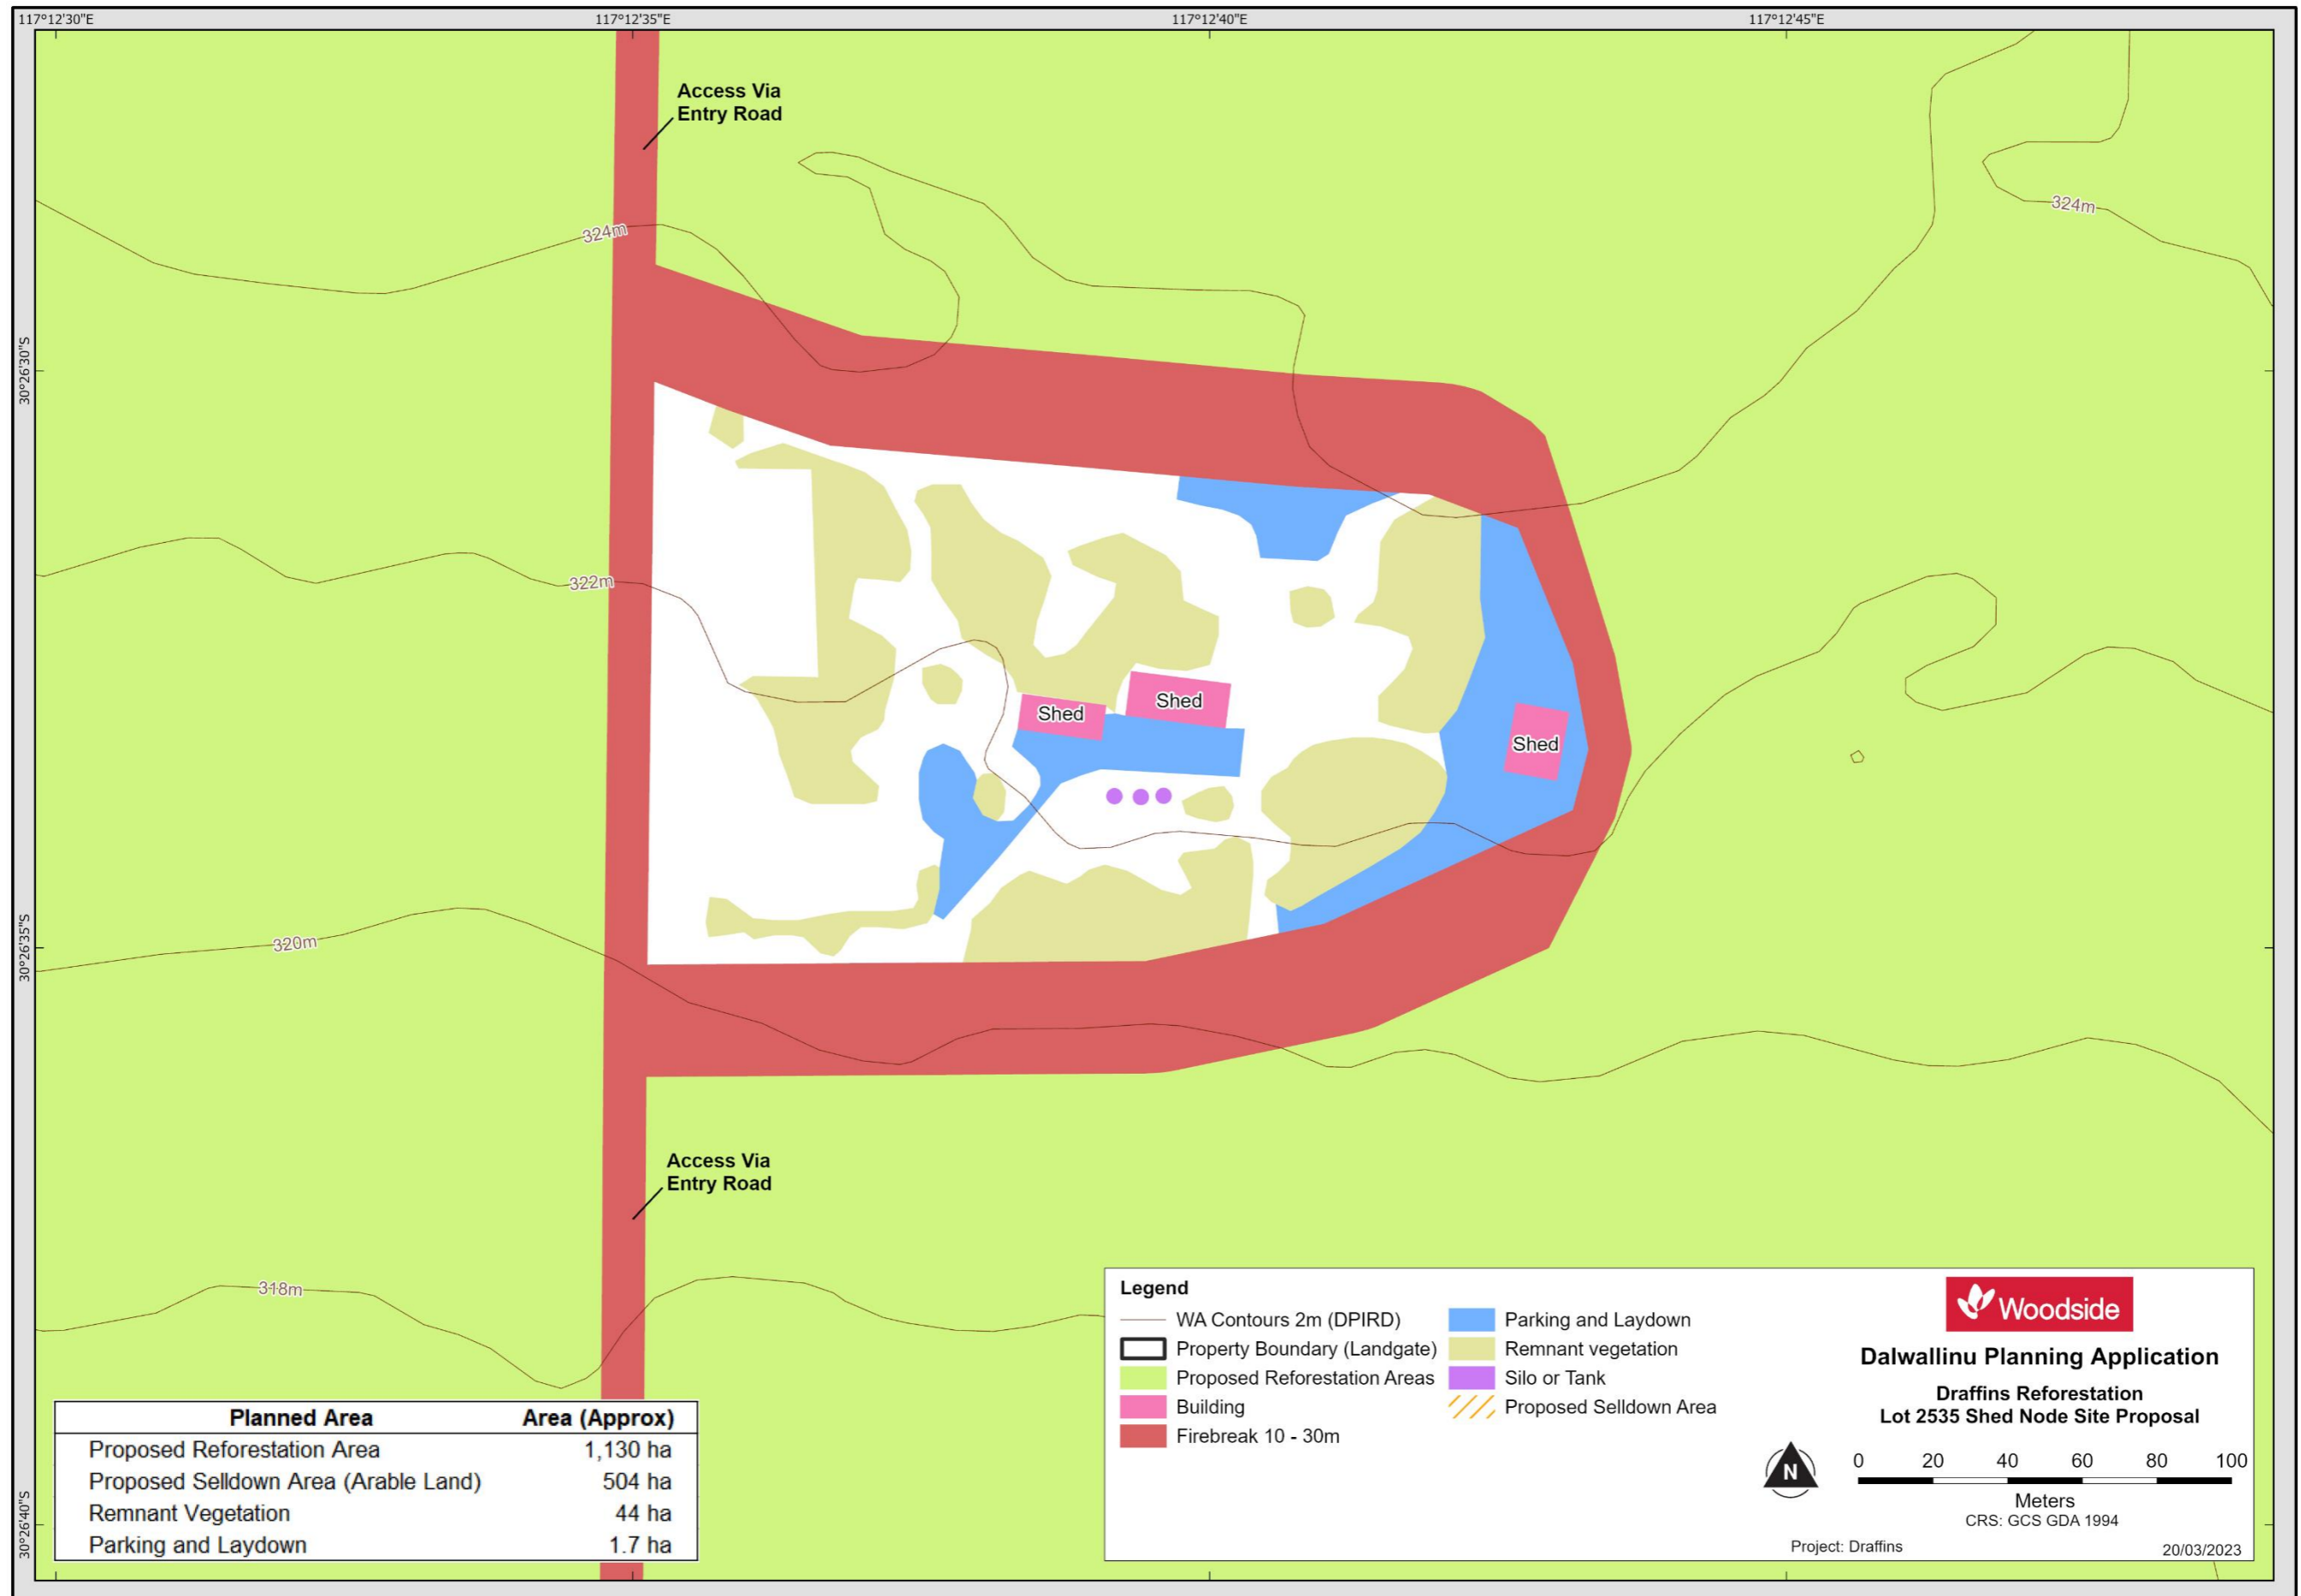 117°12'30"E
117°12'35"E
117°12'40"E
117°12'45"E
Access Via
Entry Road
324m
324m
30°26'30"S
322m
Shed
Shed
Shed
30°26'35"S
320m
Access Via
Entry Road
318m
30°26'40"S
Planned Area Area (Approx)
Proposed Reforestation Area 1,130 ha
Proposed Selldown Area (Arable Land) 504 ha
Remnant Vegetation 44 ha
Parking and Laydown 1.7 ha
Legend
WA Contours 2m (DPIRD)
Property Boundary (Landgate)
Proposed Reforestation Areas
Building
Firebreak 10 - 30m
Parking and Laydown
Remnant vegetation
Silo or Tank
Proposed Selldown Area
Woodside
Dalwallinu Planning Application
Draffins Reforestation
Lot 2535 Shed Node Site Proposal
N
0 20 40 60 80 100
Meters
CRS: GCS GDA 1994
Project: Draffins
20/03/2023